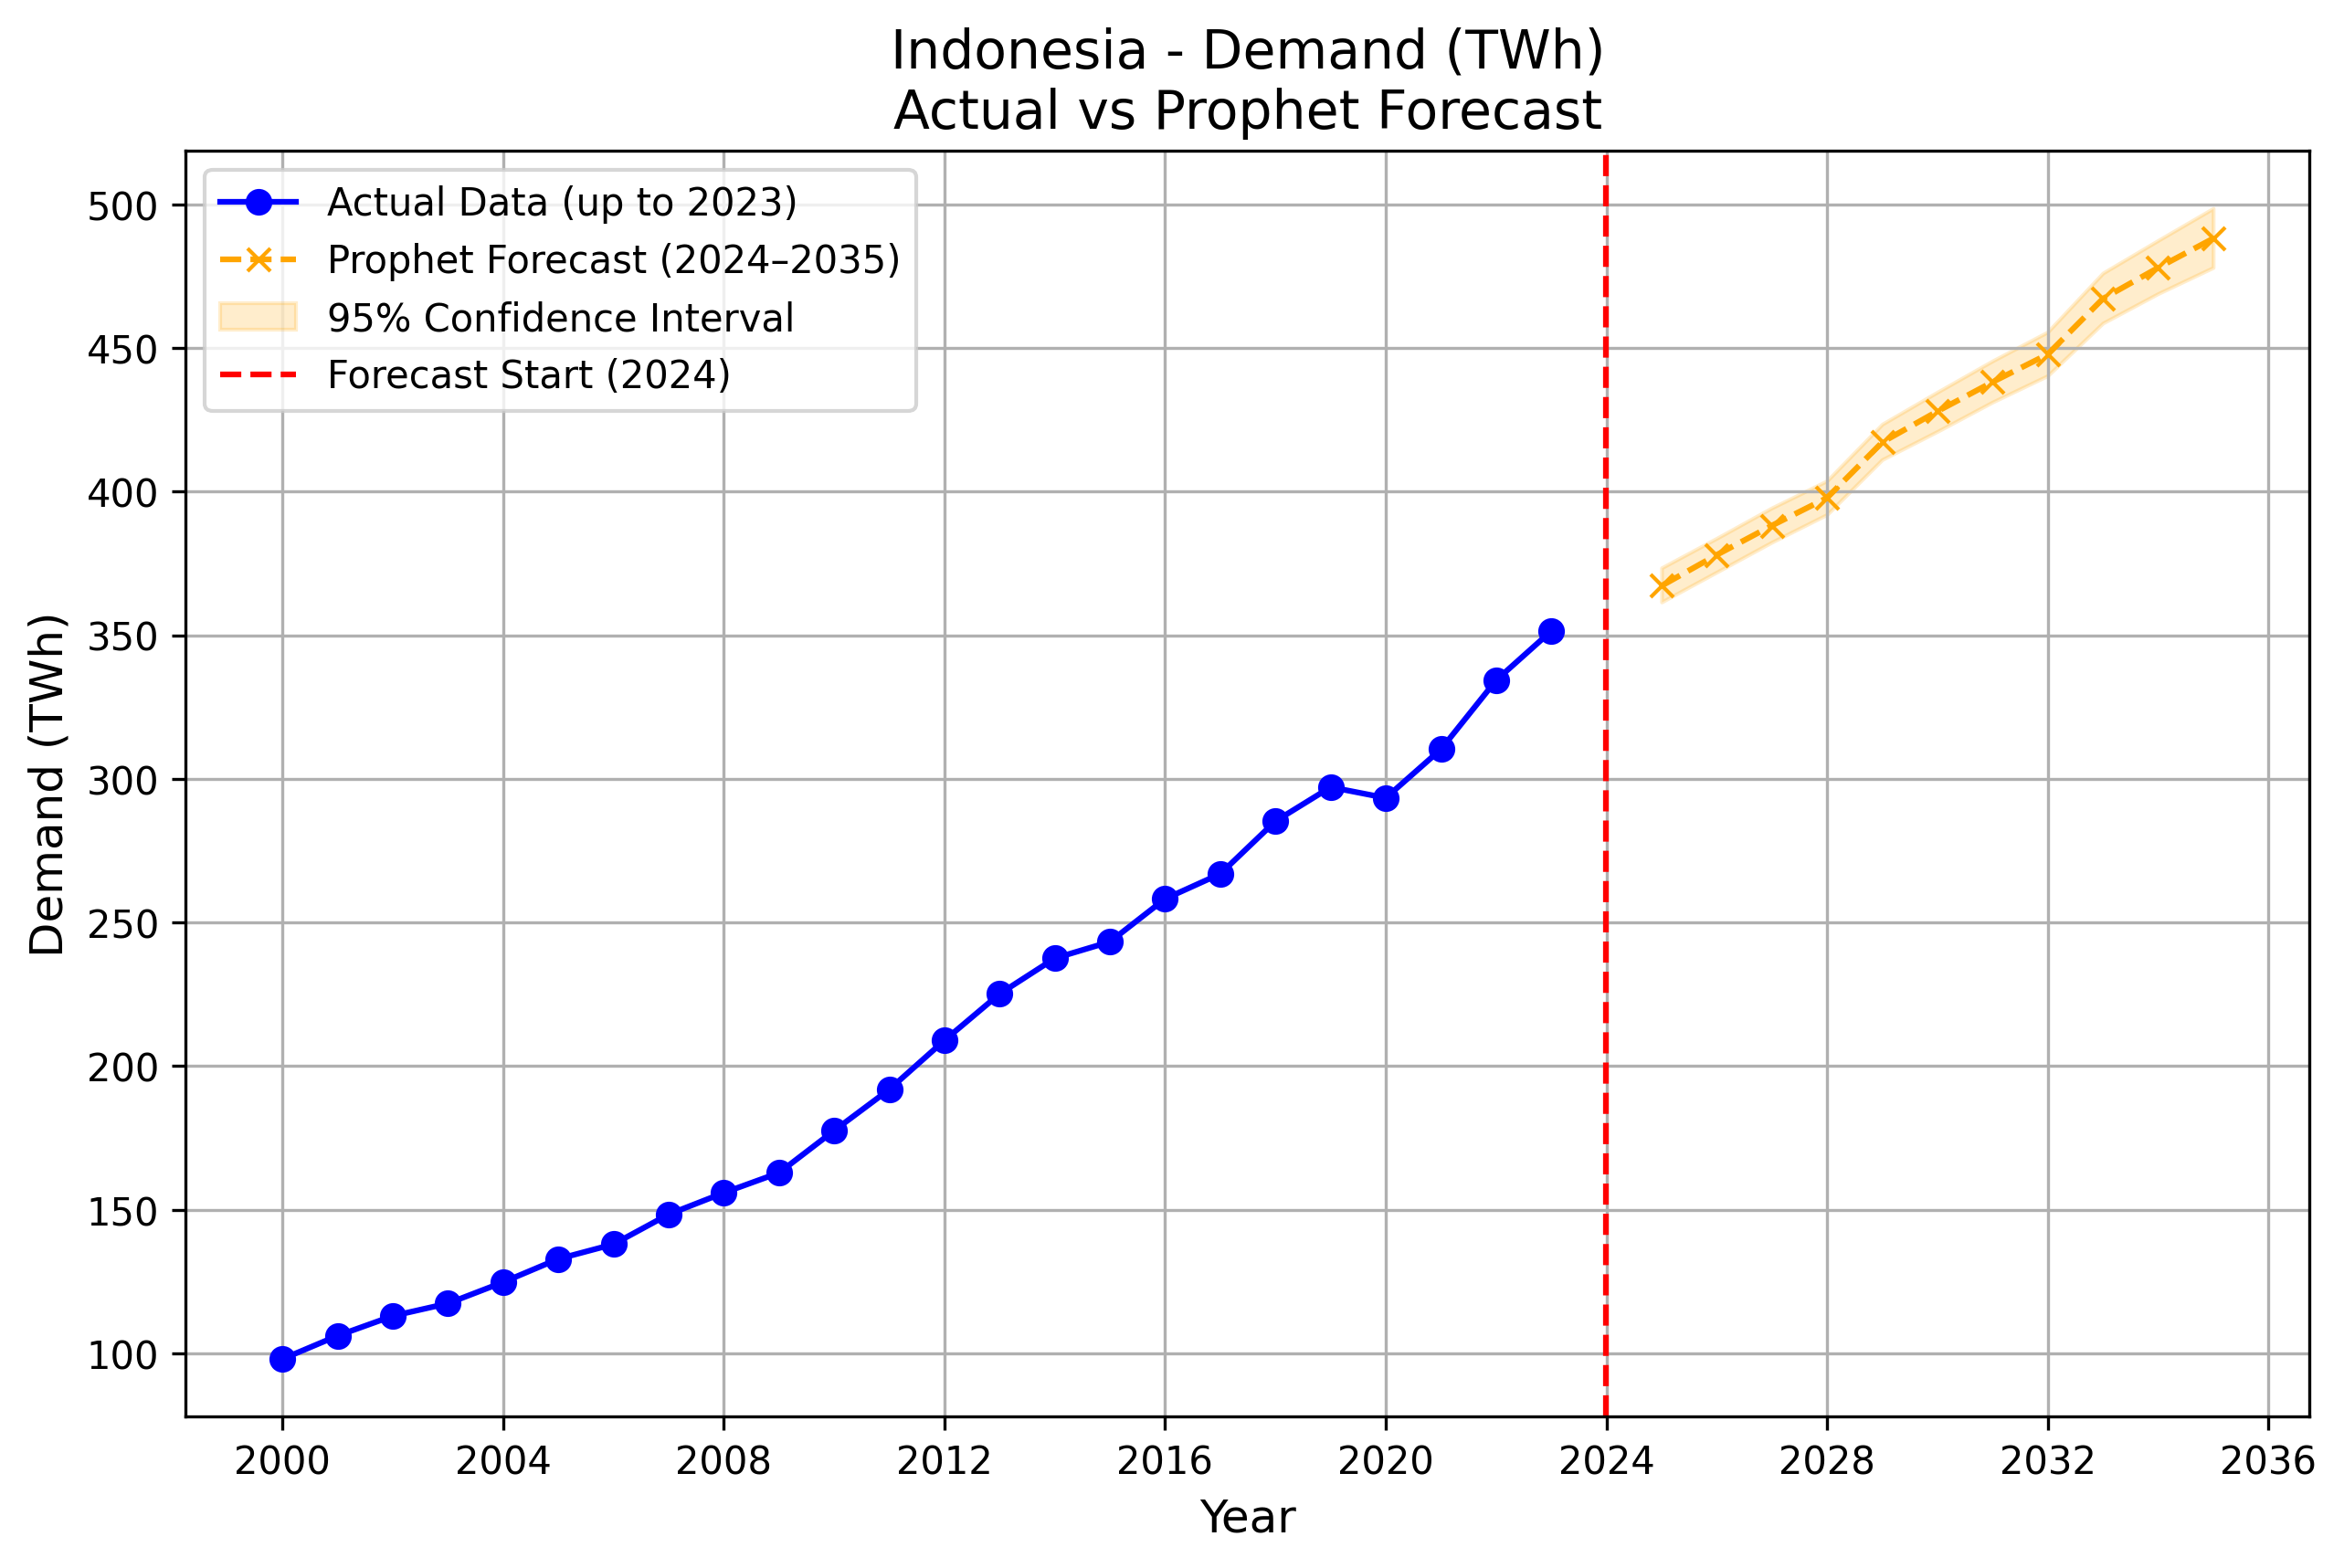 Indonesia - Demand (TWh)
Actual vs Prophet Forecast
Actual Data (up to 2023)
Prophet Forecast (2024–2035)
95% Confidence Interval
Forecast Start (2024)
500
450
400
350
300
250
200
150
100
Demand (TWh)
2000 2004 2008 2012 2016 2020 2024 2028 2032 2036
Year